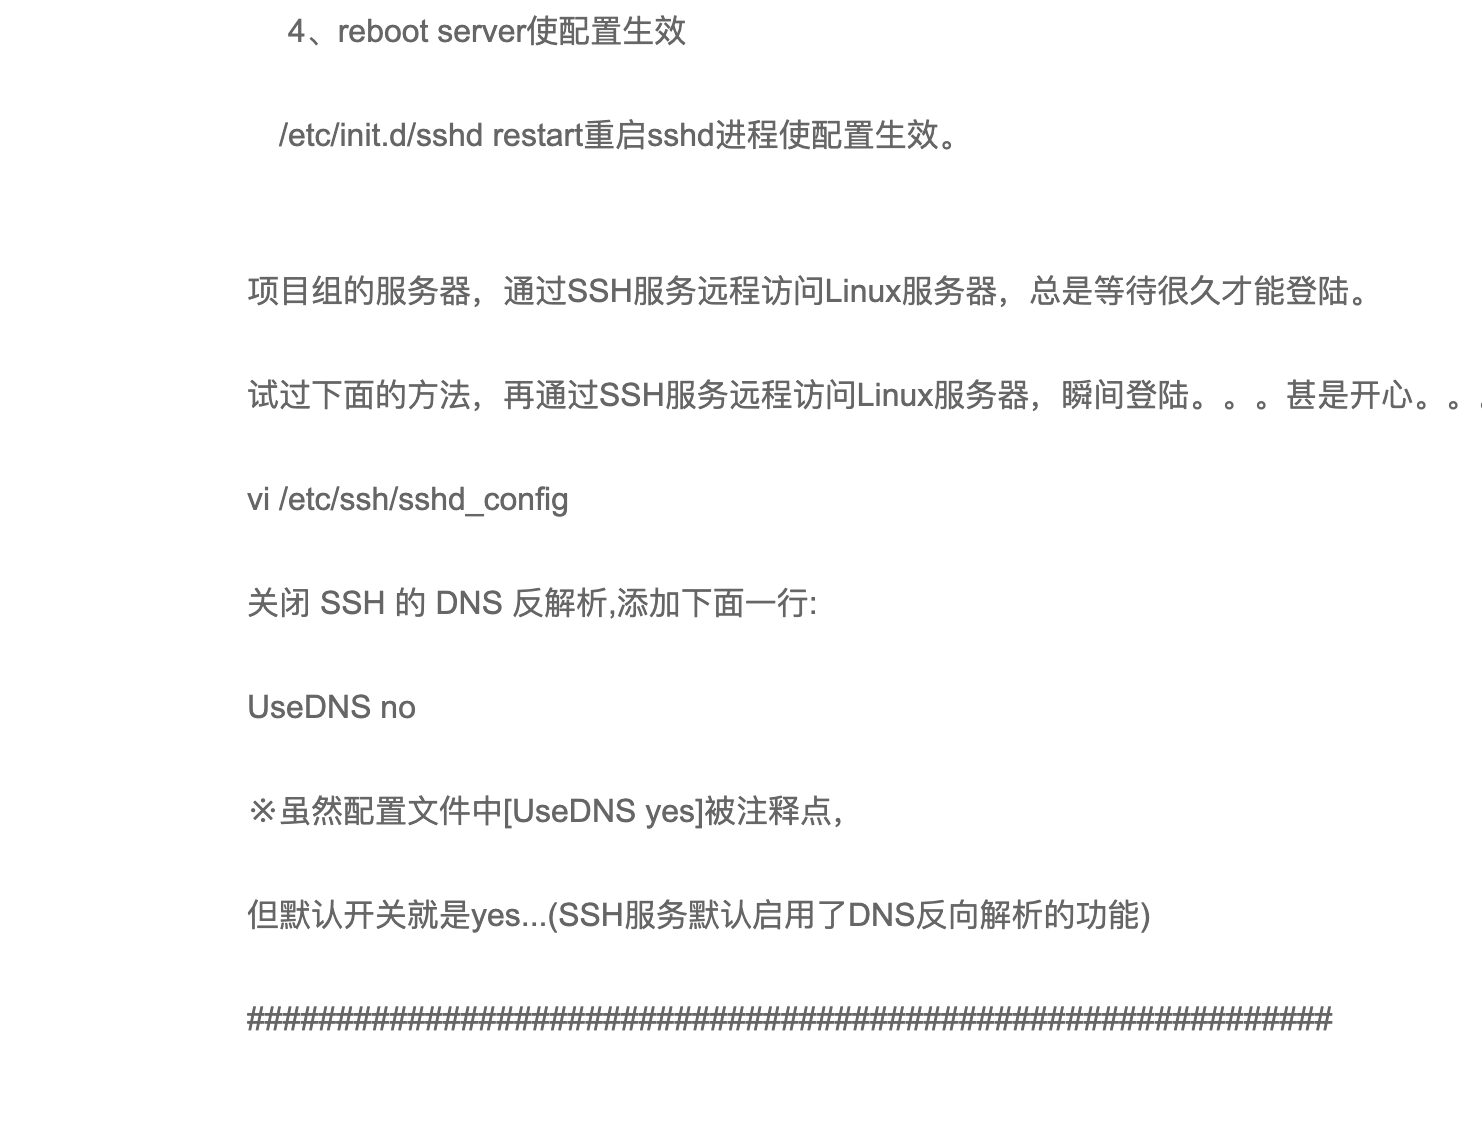 4、reboot server使配置生效
/etc/init.d/sshd restart重启sshd进程使配置生效。
项目组的服务器，通过SSH服务远程访问Linux服务器，总是等待很久才能登陆。
试过下面的方法，再通过SSH服务远程访问Linux服务器，瞬间登陆。。。甚是开心。。。
vi /etc/ssh/sshd_config
关闭 SSH 的 DNS 反解析,添加下面一行:
UseDNS no
※虽然配置文件中[UseDNS yes]被注释点，
但默认开关就是yes...(SSH服务默认启用了DNS反向解析的功能)
#############################################################